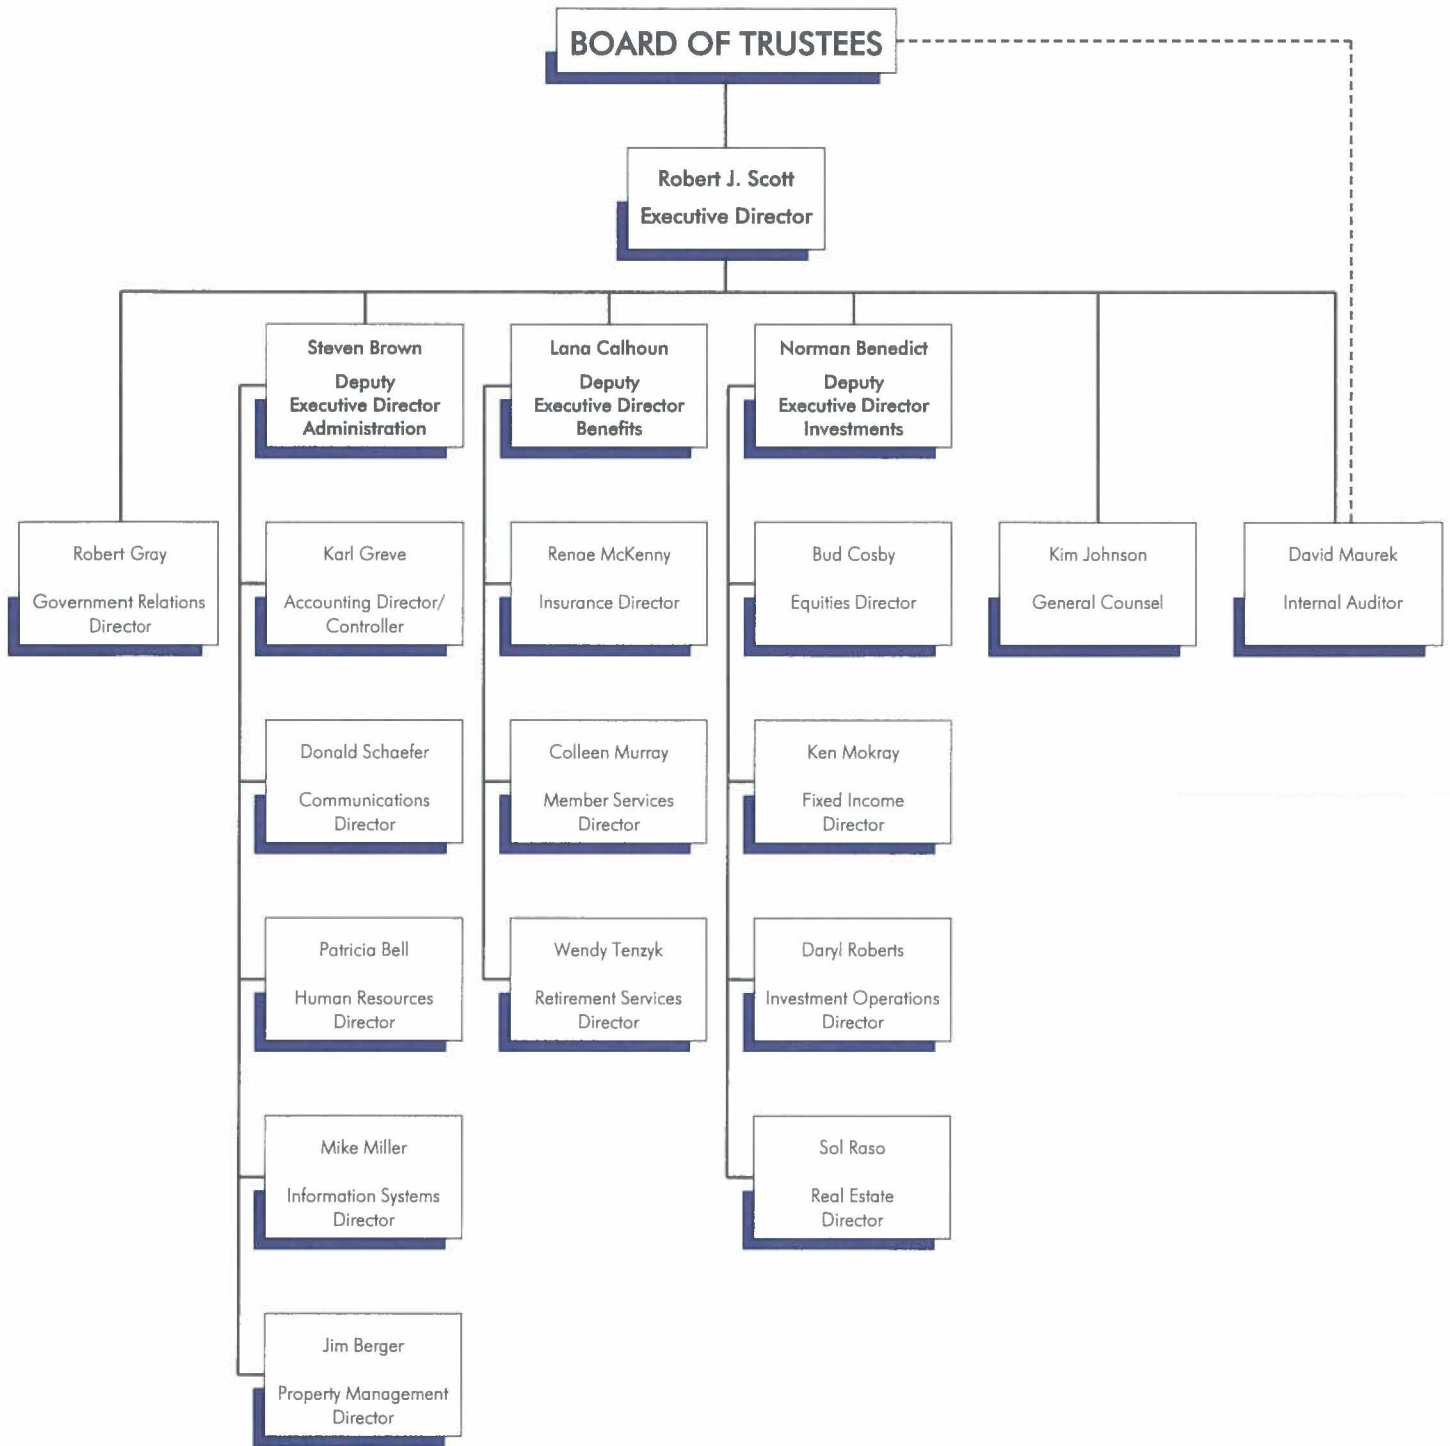 BOARD OF TRUSTEES
Robert J. Scott
Executive Director
Steven Brown
Deputy
Executive Director
Administration
Lana Calhoun
Deputy
Executive Director
Benefits
Norman Benedict
Deputy
Executive Director
Investments
Robert Gray
Government Relations
Director
Karl Greve
Accounting Director/
Controller
Renae McKenny
Insurance Director
Bud Cosby
Equities Director
Kim Johnson
General Counsel
David Maurek
Internal Auditor
Donald Schaefer
Communications
Director
Colleen Murray
Member Services
Director
Ken Mokray
Fixed Income
Director
Patricia Bell
Human Resources
Director
Wendy Tenzyk
Retirement Services
Director
Daryl Roberts
Investment Operations
Director
Mike Miller
Information Systems
Director
Sol Raso
Real Estate
Director
Jim Berger
Property Management
Director